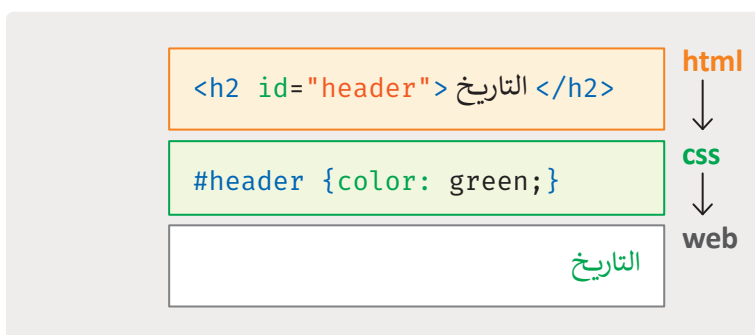 html
<h2 id="header"> التاريخ </h2>
css
#header {color: green;}
web
التاريخ